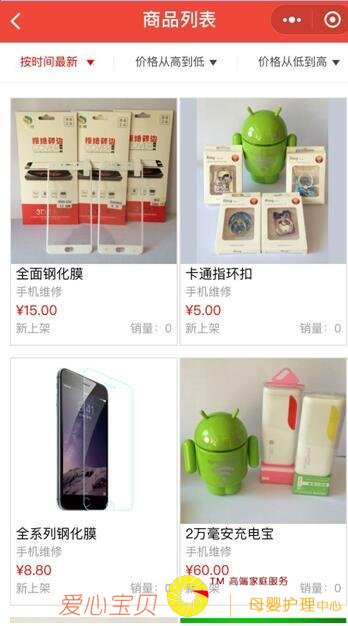 商品列表
按时间最新 价格从高到低 价格从低到高
全面钢化膜
手机维修
¥15.00
新上架 销量：0
卡通指环扣
手机维修
¥5.00
新上架 销量：0
全系列钢化膜
手机维修
¥8.80
新上架 销量：0
2万毫安充电宝
手机维修
¥60.00
新上架 销量：0
爱心宝贝 TM 高端家庭服务
母婴护理中心